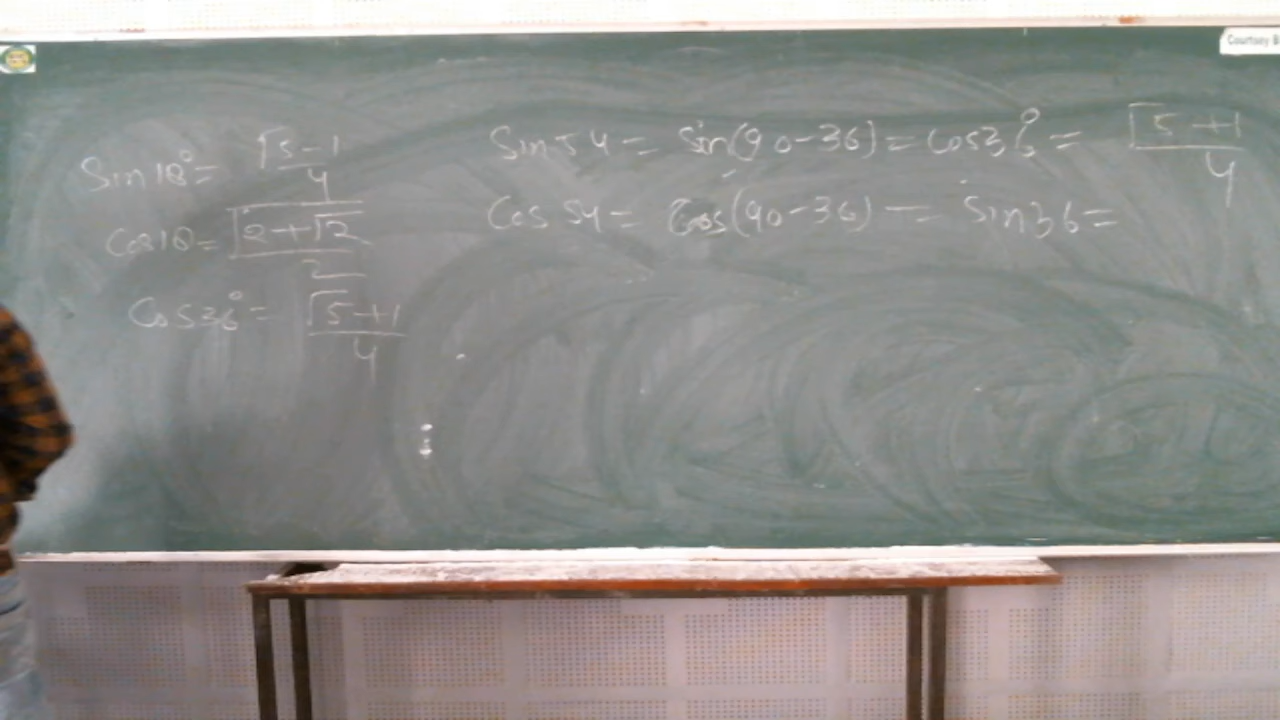 Sin 18° = √5-1/4
Cos 18 = √2+√2/2
Cos 36° = √5+1/4
Sin 54 = Sin(90-36) = Cos 36° = √5+1/4
Cos 54 = Cos(90-36) = Sin 36 =
Courtsey